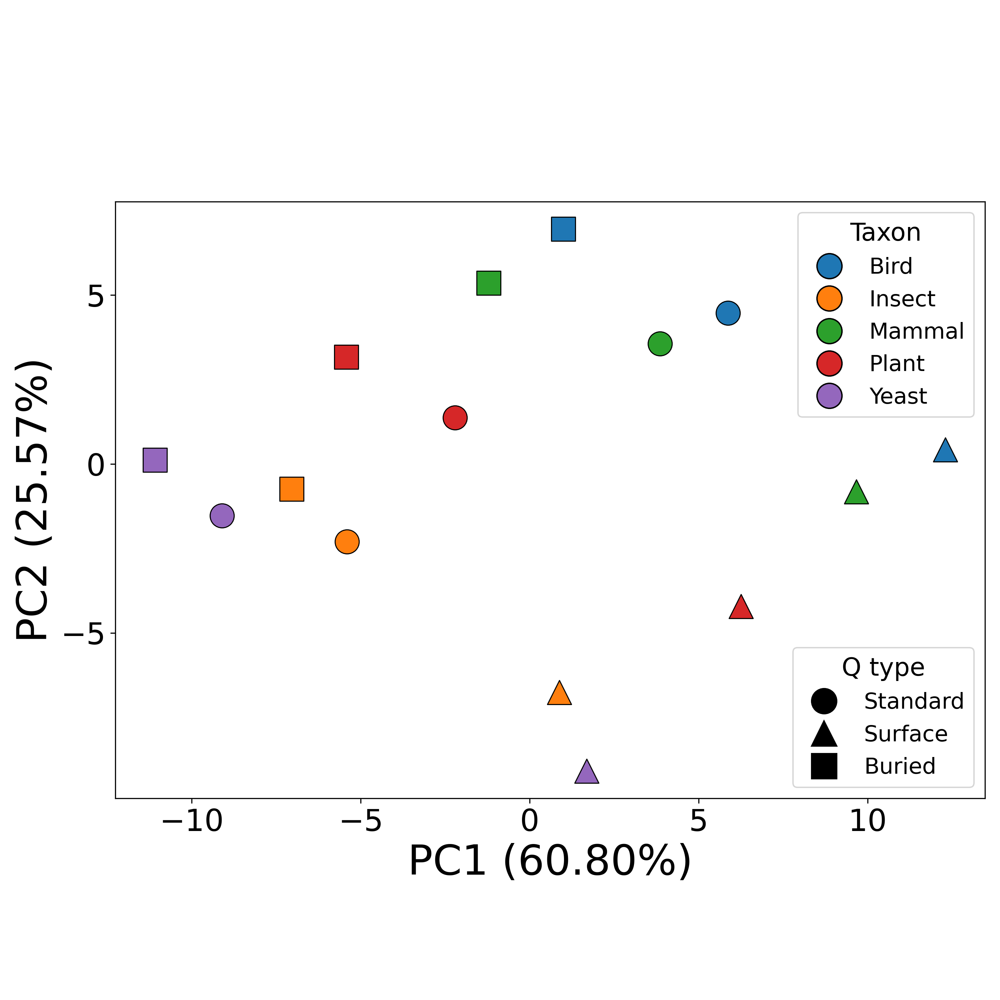 Taxon
Bird
Insect
Mammal
Plant
Yeast
5
0
−5
PC2 (25.57%)
Q type
Standard
Surface
Buried
−10 −5 0 5 10
PC1 (60.80%)